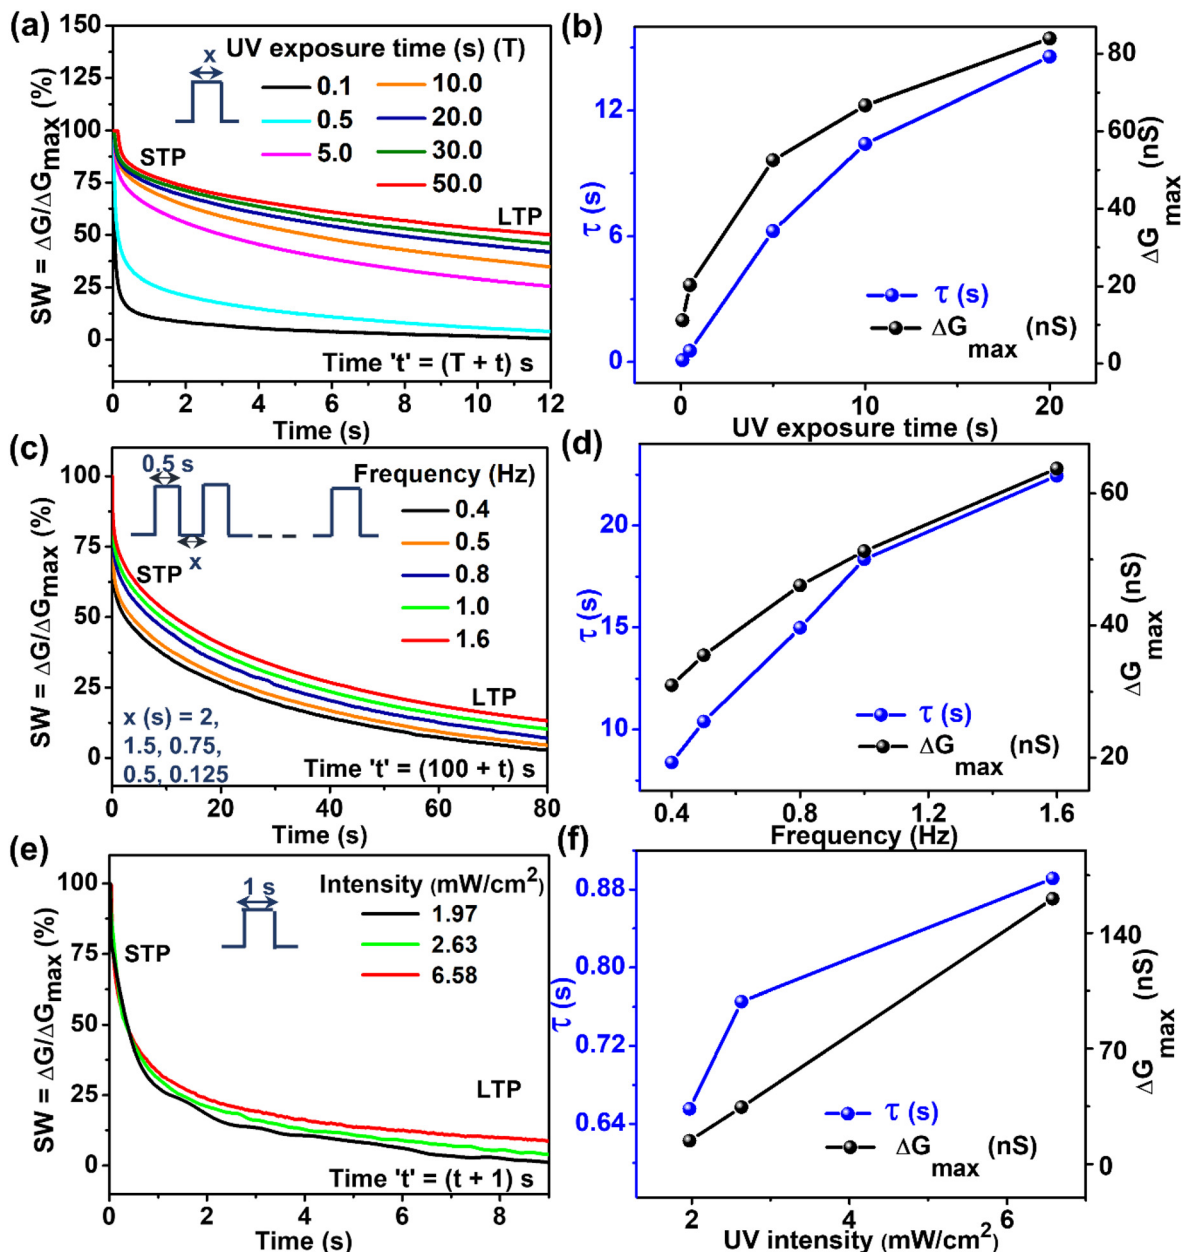 (a)
SW = ΔG/ΔGmax (%)
150
125
100
75
50
25
0
UV exposure time (s) (T)
x
0.1
10.0
0.5
20.0
5.0
30.0
50.0
STP
LTP
Time 't' = (T + t) s
0
2
4
6
8
10
12
Time (s)
(b)
τ (s)
12
6
0
ΔGmax (nS)
80
60
40
20
0
τ (s)
ΔGmax (nS)
0
10
20
UV exposure time (s)
(c)
SW = ΔG/ΔGmax (%)
100
75
50
25
0
0.5 s
x
Frequency (Hz)
0.4
0.5
0.8
1.0
1.6
STP
LTP
x (s) = 2,
1.5, 0.75,
0.5, 0.125
Time 't' = (100 + t) s
0
20
40
60
80
Time (s)
(d)
τ (s)
20
15
10
ΔGmax (nS)
60
40
20
τ (s)
ΔGmax (nS)
0.4
0.8
1.2
1.6
Frequency (Hz)
(e)
SW = ΔG/ΔGmax (%)
100
75
50
25
0
1 s
Intensity (mW/cm²)
1.97
2.63
6.58
STP
LTP
Time 't' = (t + 1) s
0
2
4
6
8
Time (s)
(f)
τ (s)
0.88
0.80
0.72
0.64
ΔGmax (nS)
140
70
0
τ (s)
ΔGmax (nS)
2
4
6
UV intensity (mW/cm²)